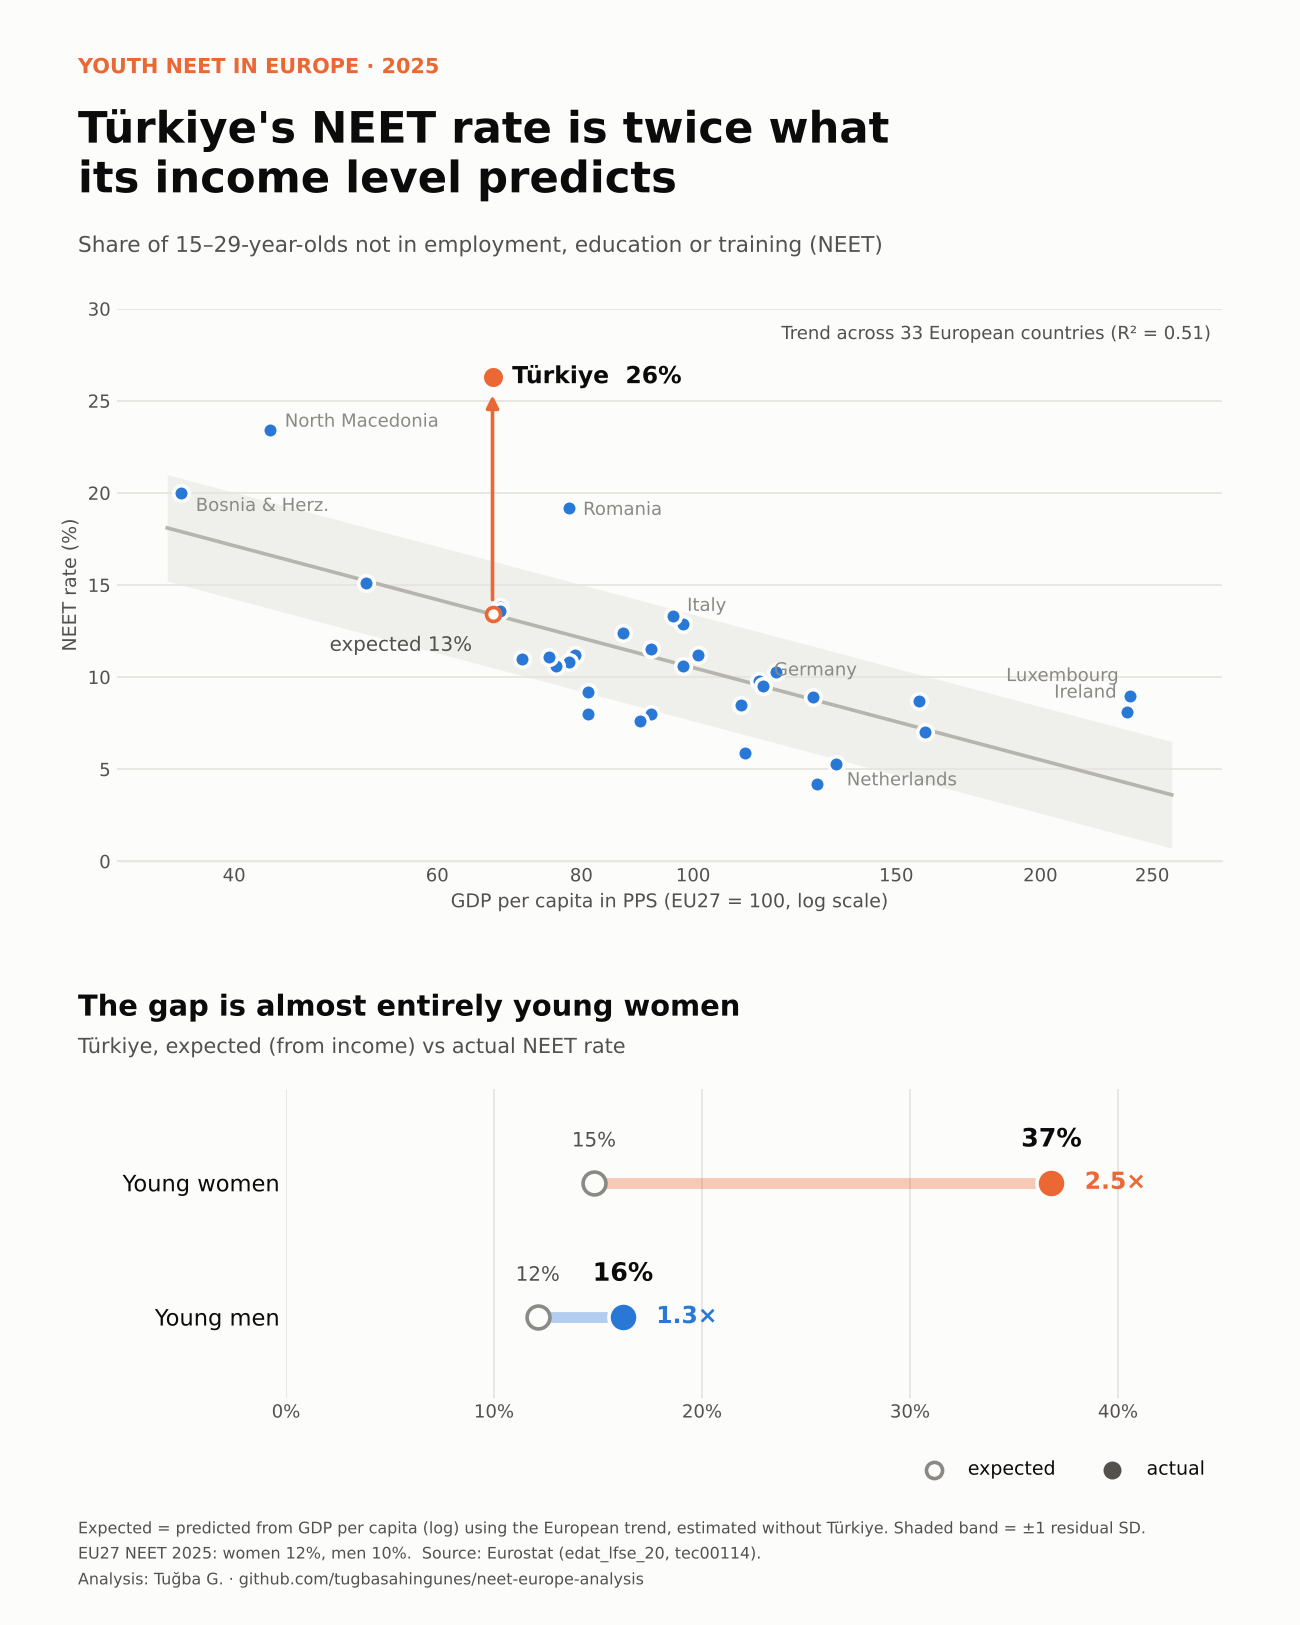 YOUTH NEET IN EUROPE · 2025
Türkiye's NEET rate is twice what
its income level predicts
Share of 15–29-year-olds not in employment, education or training (NEET)
30
Trend across 33 European countries (R² = 0.51)
Türkiye 26%
25
North Macedonia
20
Bosnia & Herz.
Romania
NEET rate (%)
15
Italy
expected 13%
10
Germany
Luxembourg
Ireland
5
Netherlands
0
40 60 80 100 150 200 250
GDP per capita in PPS (EU27 = 100, log scale)
The gap is almost entirely young women
Türkiye, expected (from income) vs actual NEET rate
15% 37%
Young women 2.5×
12% 16%
Young men 1.3×
0% 10% 20% 30% 40%
expected actual
Expected = predicted from GDP per capita (log) using the European trend, estimated without Türkiye. Shaded band = ±1 residual SD.
EU27 NEET 2025: women 12%, men 10%. Source: Eurostat (edat_lfse_20, tec00114).
Analysis: Tuğba G. · github.com/tugbasahingunes/neet-europe-analysis